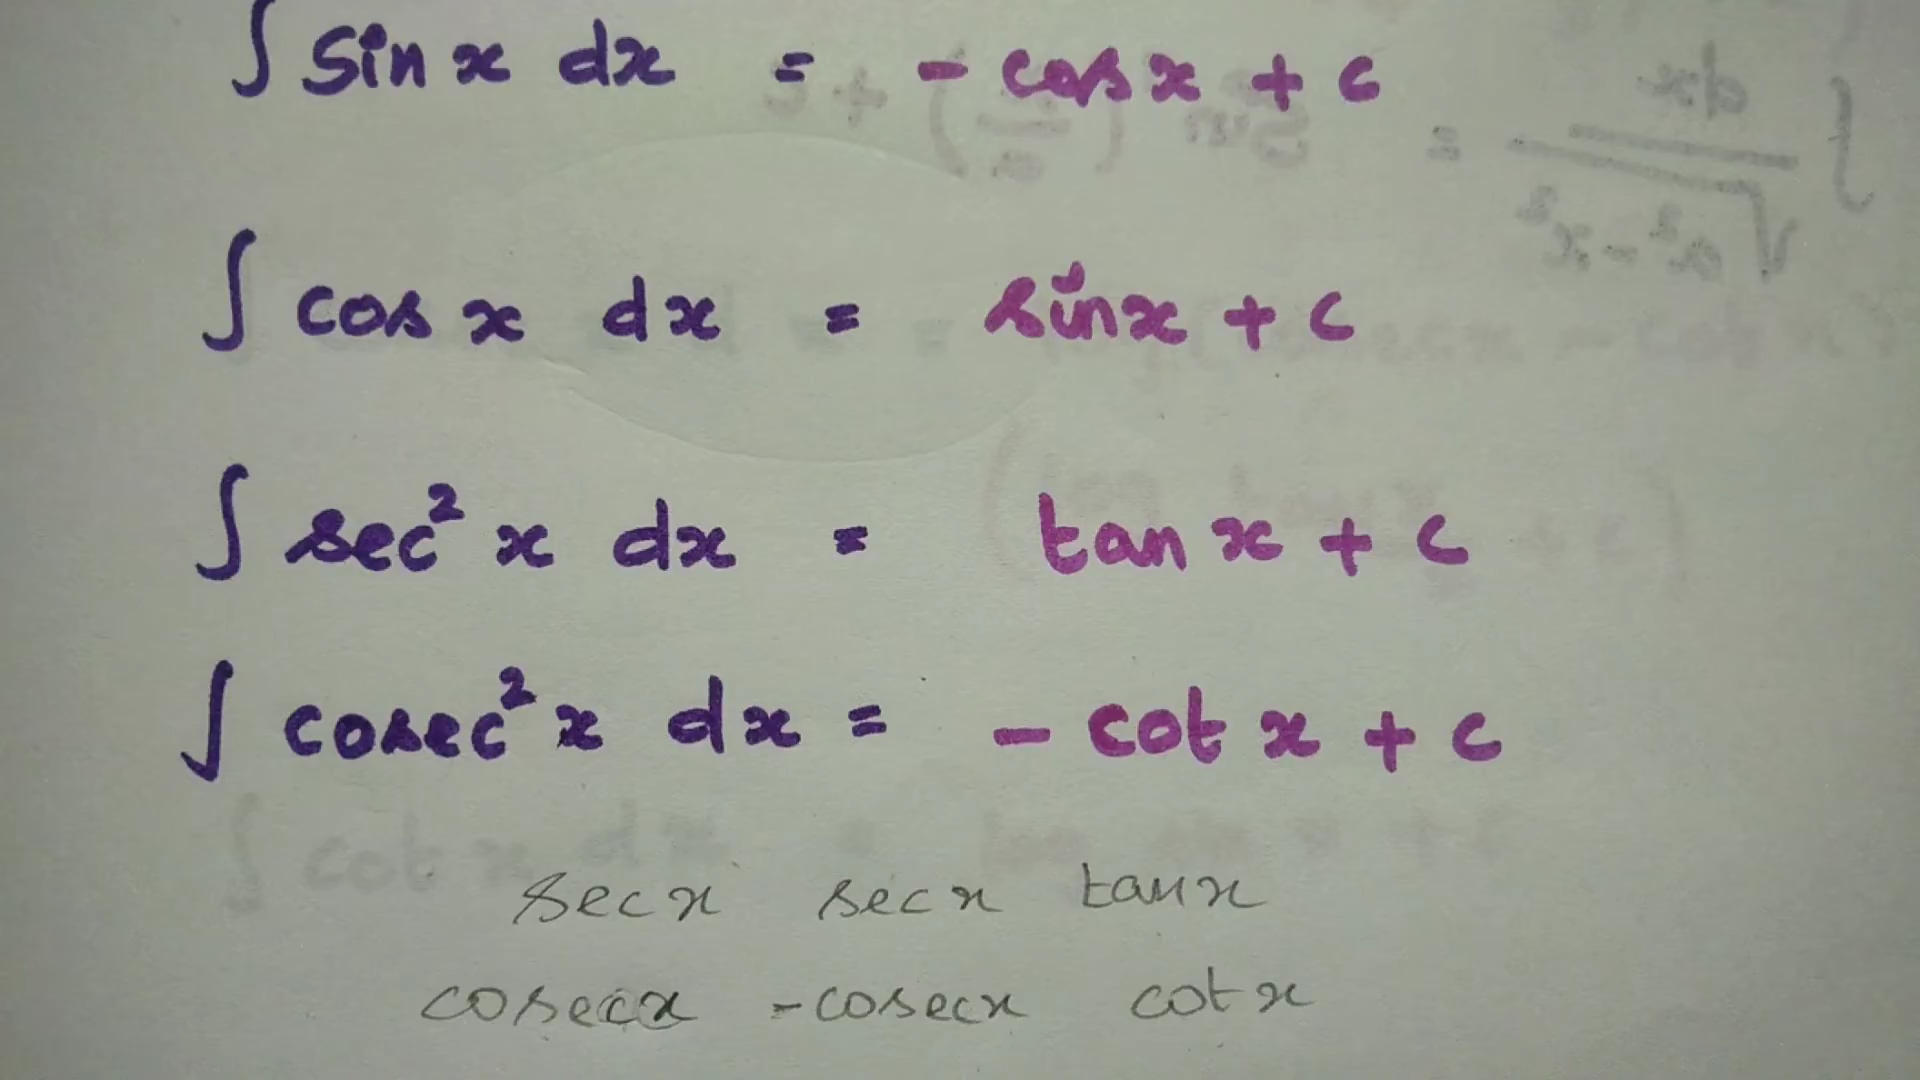 ∫ sin x dx = - cos x + c
∫ cos x dx = sin x + c
∫ sec² x dx = tan x + c
∫ cosec² x dx = - cot x + c
sec x sec x tan x
cosec x -cosec x cot x